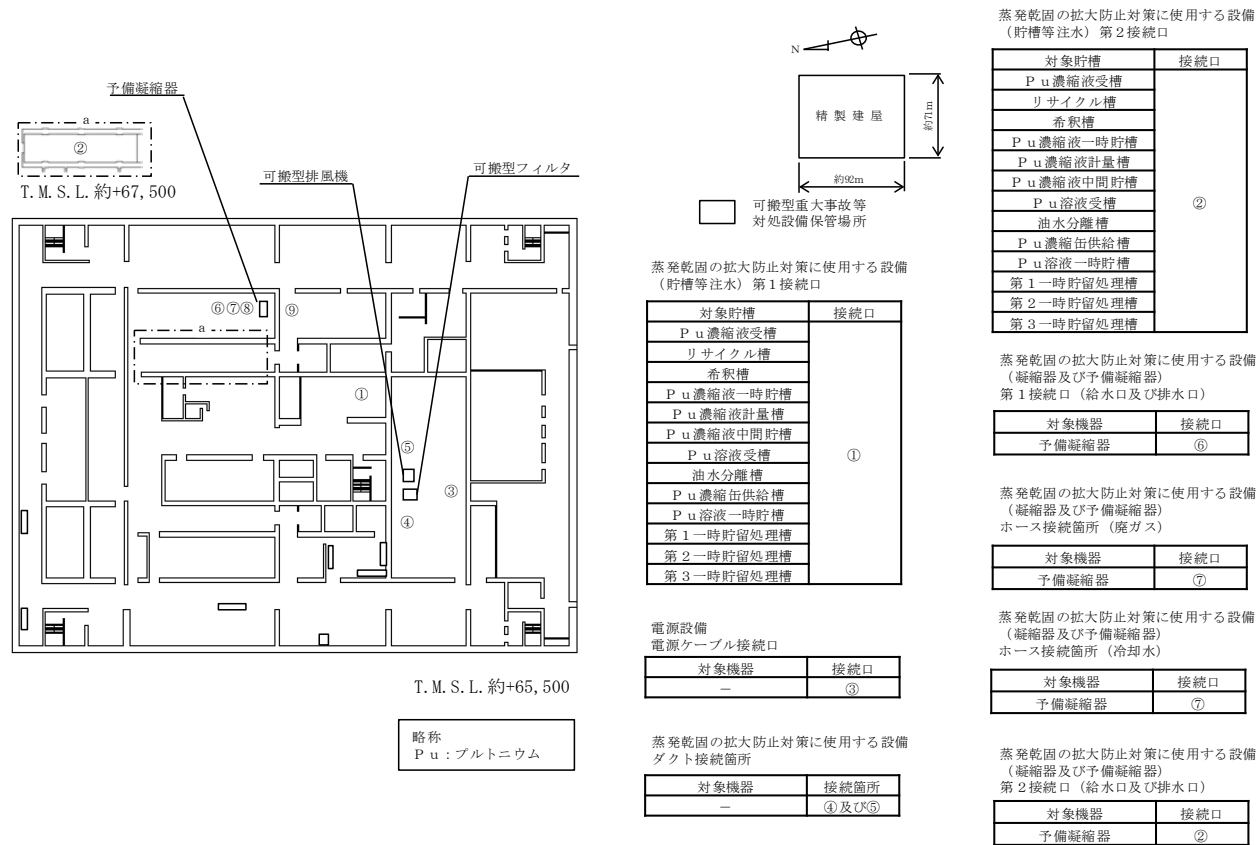 予備凝縮器
a
②
T.M.S.L.約+67,500
可搬型排風機
可搬型フィルタ
⑥⑦⑧
⑨
a
①
⑤
③
④
T.M.S.L.約+65,500
略称
Ｐｕ：プルトニウム
N
精製建屋
約71m
約92m
可搬型重大事故等
対処設備保管場所
蒸発乾固の拡大防止対策に使用する設備
（貯槽等注水）第１接続口
対象貯槽 接続口
Ｐｕ濃縮液受槽
リサイクル槽
希釈槽
Ｐｕ濃縮液一時貯槽
Ｐｕ濃縮液計量槽
Ｐｕ濃縮液中間貯槽
Ｐｕ溶液受槽 ①
油水分離槽
Ｐｕ濃縮缶供給槽
Ｐｕ溶液一時貯槽
第１一時貯留処理槽
第２一時貯留処理槽
第３一時貯留処理槽
電源設備
電源ケーブル接続口
対象機器 接続口
－ ③
蒸発乾固の拡大防止対策に使用する設備
ダクト接続箇所
対象機器 接続箇所
－ ④及び⑤
蒸発乾固の拡大防止対策に使用する設備
（貯槽等注水）第２接続口
対象貯槽 接続口
Ｐｕ濃縮液受槽
リサイクル槽
希釈槽
Ｐｕ濃縮液一時貯槽
Ｐｕ濃縮液計量槽
Ｐｕ濃縮液中間貯槽
Ｐｕ溶液受槽 ②
油水分離槽
Ｐｕ濃縮缶供給槽
Ｐｕ溶液一時貯槽
第１一時貯留処理槽
第２一時貯留処理槽
第３一時貯留処理槽
蒸発乾固の拡大防止対策に使用する設備
（凝縮器及び予備凝縮器）
第１接続口（給水口及び排水口）
対象機器 接続口
予備凝縮器 ⑥
蒸発乾固の拡大防止対策に使用する設備
（凝縮器及び予備凝縮器）
ホース接続箇所（廃ガス）
対象機器 接続口
予備凝縮器 ⑦
蒸発乾固の拡大防止対策に使用する設備
（凝縮器及び予備凝縮器）
ホース接続箇所（冷却水）
対象機器 接続口
予備凝縮器 ⑦
蒸発乾固の拡大防止対策に使用する設備
（凝縮器及び予備凝縮器）
第２接続口（給水口及び排水口）
対象機器 接続口
予備凝縮器 ②